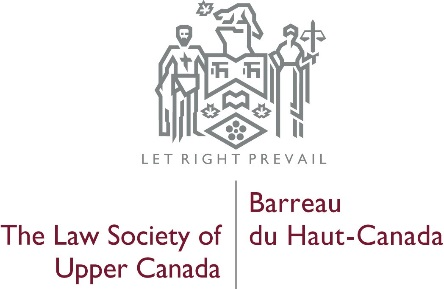 LET RIGHT PREVAIL
The Law Society of
Upper Canada
Barreau
du Haut-Canada